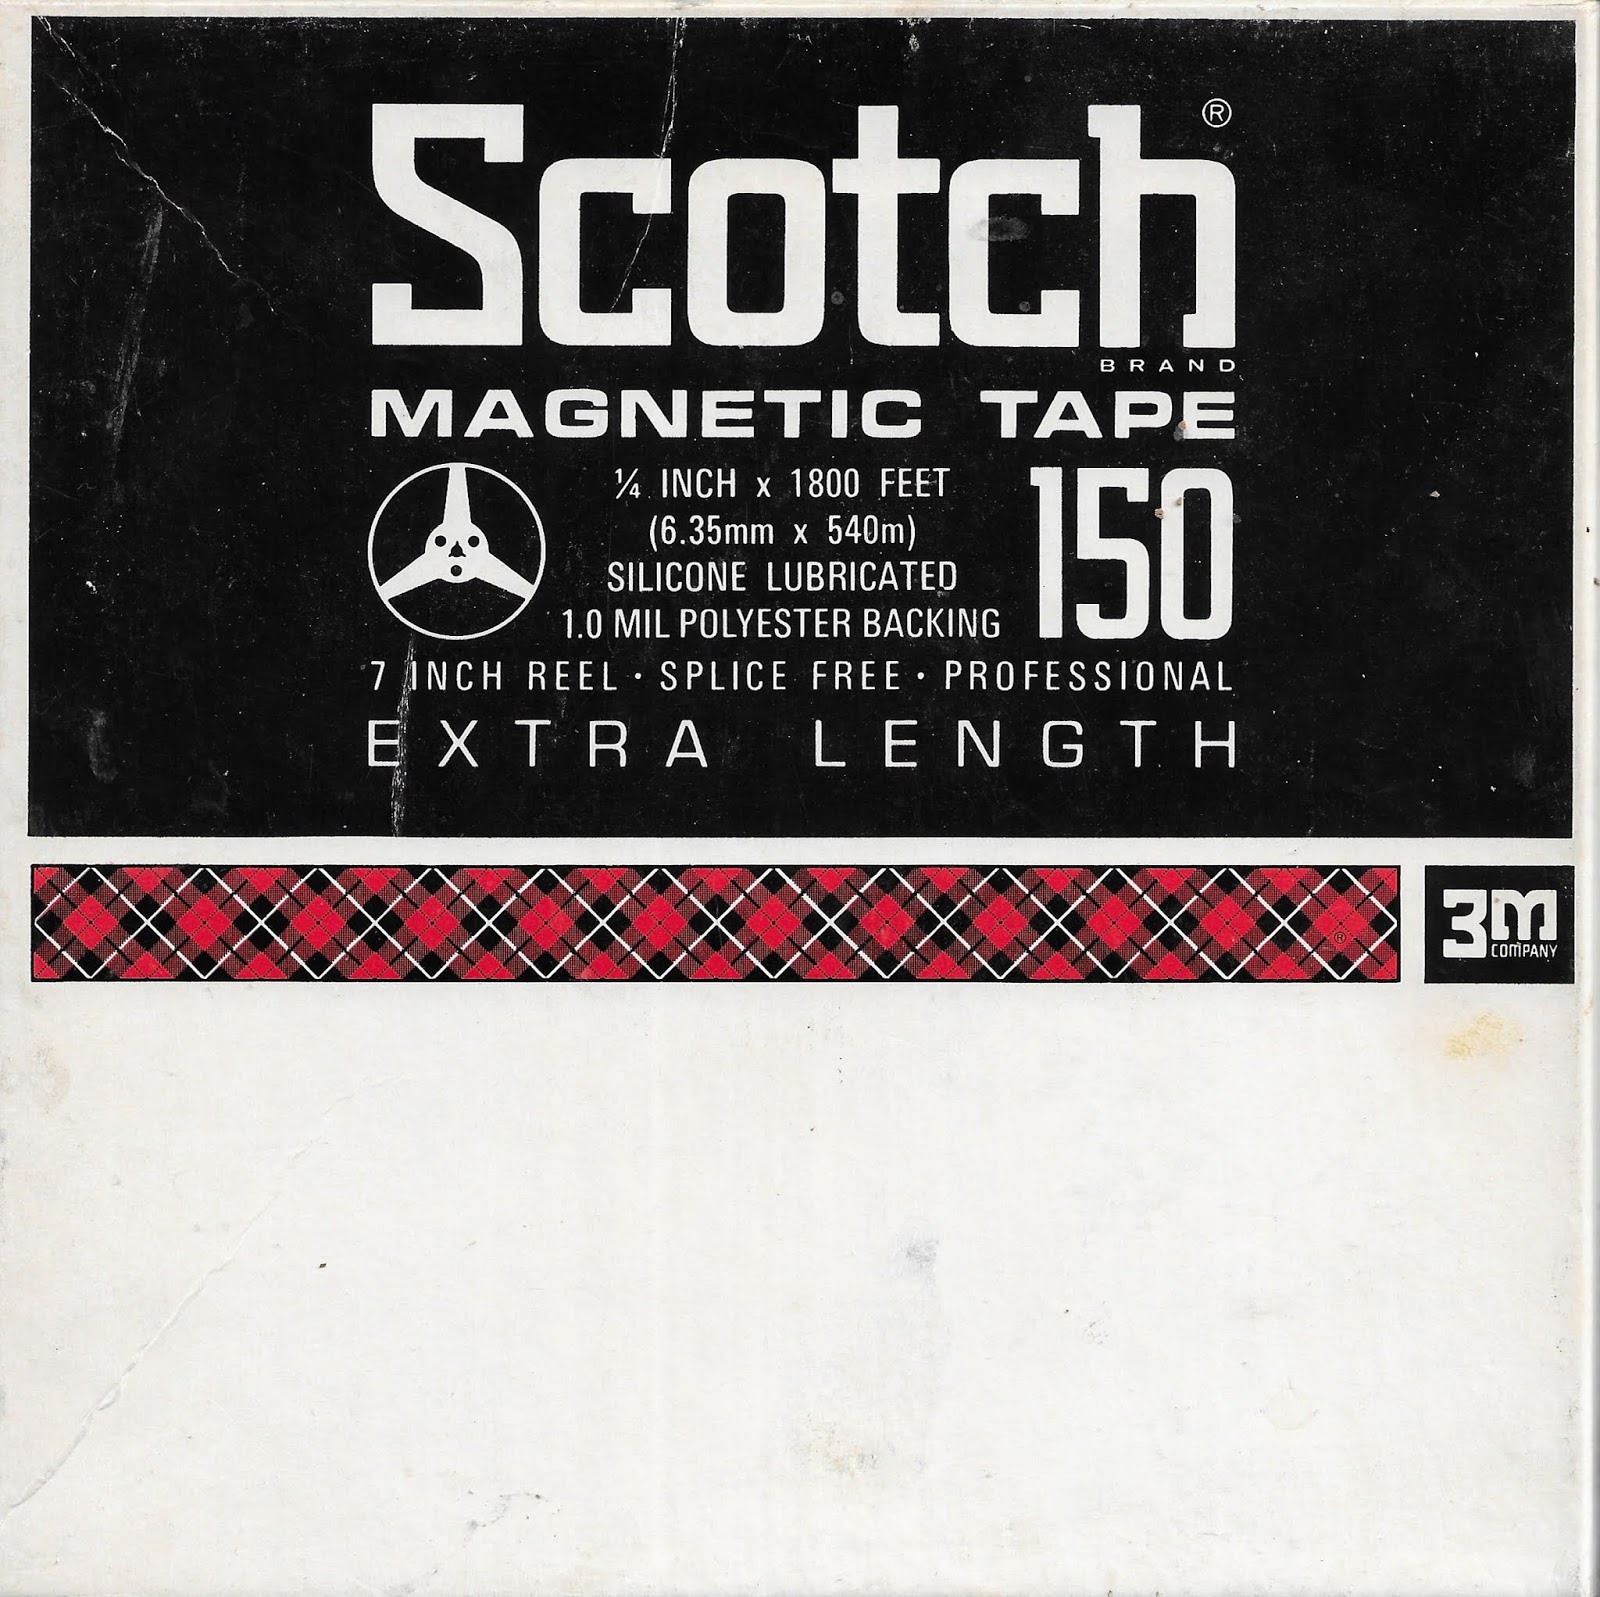 Scotch®
BRAND
MAGNETIC TAPE
¼ INCH x 1800 FEET
(6.35mm x 540m)
SILICONE LUBRICATED
1.0 MIL POLYESTER BACKING
150
7 INCH REEL · SPLICE FREE · PROFESSIONAL
EXTRA LENGTH
®
3M
COMPANY